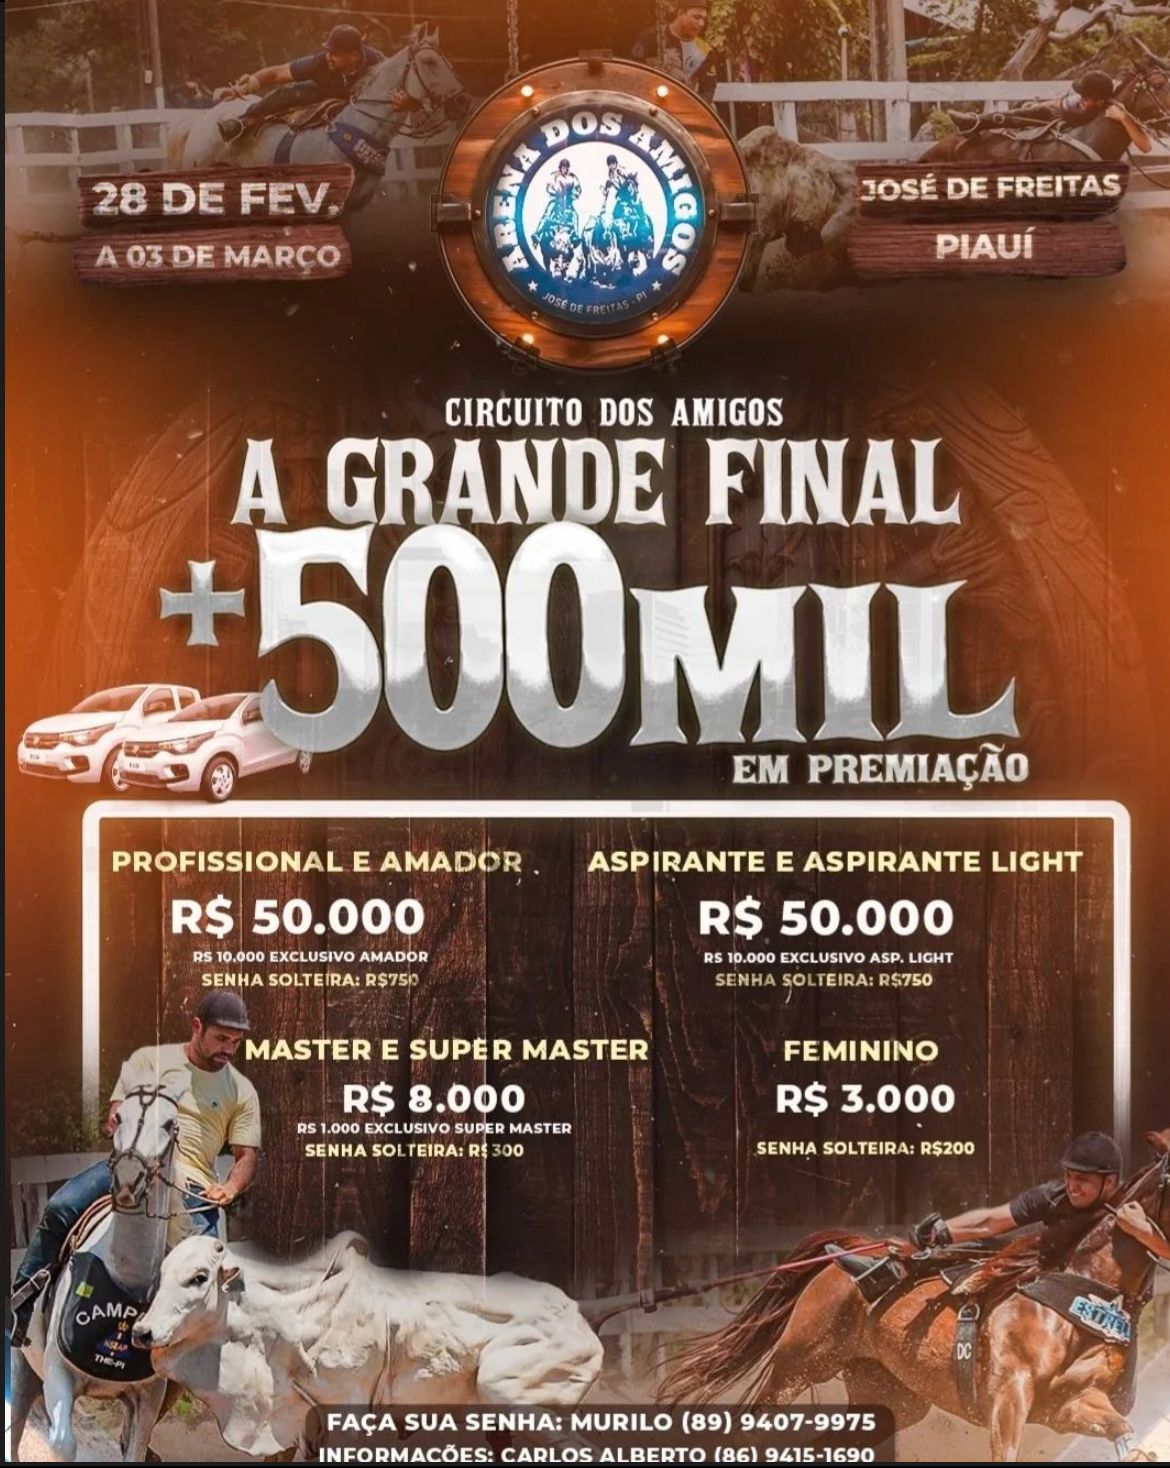 28 DE FEV.
A 03 DE MARÇO
ARENA DOS AMIGOS
JOSÉ DE FREITAS - PI
JOSÉ DE FREITAS
PIAUÍ
CIRCUITO DOS AMIGOS
A GRANDE FINAL
+500MIL
EM PREMIAÇÃO
PROFISSIONAL E AMADOR
R$ 50.000
R$ 10.000 EXCLUSIVO AMADOR
SENHA SOLTEIRA: R$750
ASPIRANTE E ASPIRANTE LIGHT
R$ 50.000
R$ 10.000 EXCLUSIVO ASP. LIGHT
SENHA SOLTEIRA: R$750
MASTER E SUPER MASTER
R$ 8.000
R$ 1.000 EXCLUSIVO SUPER MASTER
SENHA SOLTEIRA: R$300
FEMININO
R$ 3.000
SENHA SOLTEIRA: R$200
CAMP
THE-PI
DC
FAÇA SUA SENHA: MURILO (89) 9407-9975
INFORMAÇÕES: CARLOS ALBERTO (86) 9415-1690